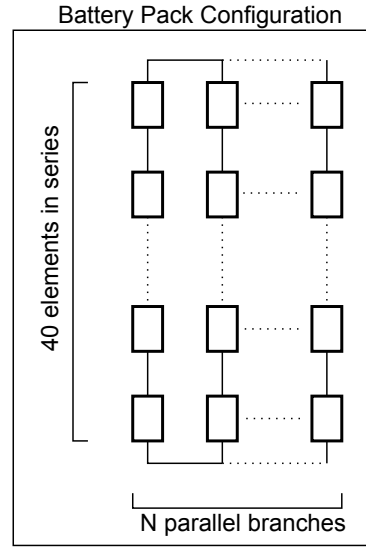 Battery Pack Configuration
40 elements in series
N parallel branches